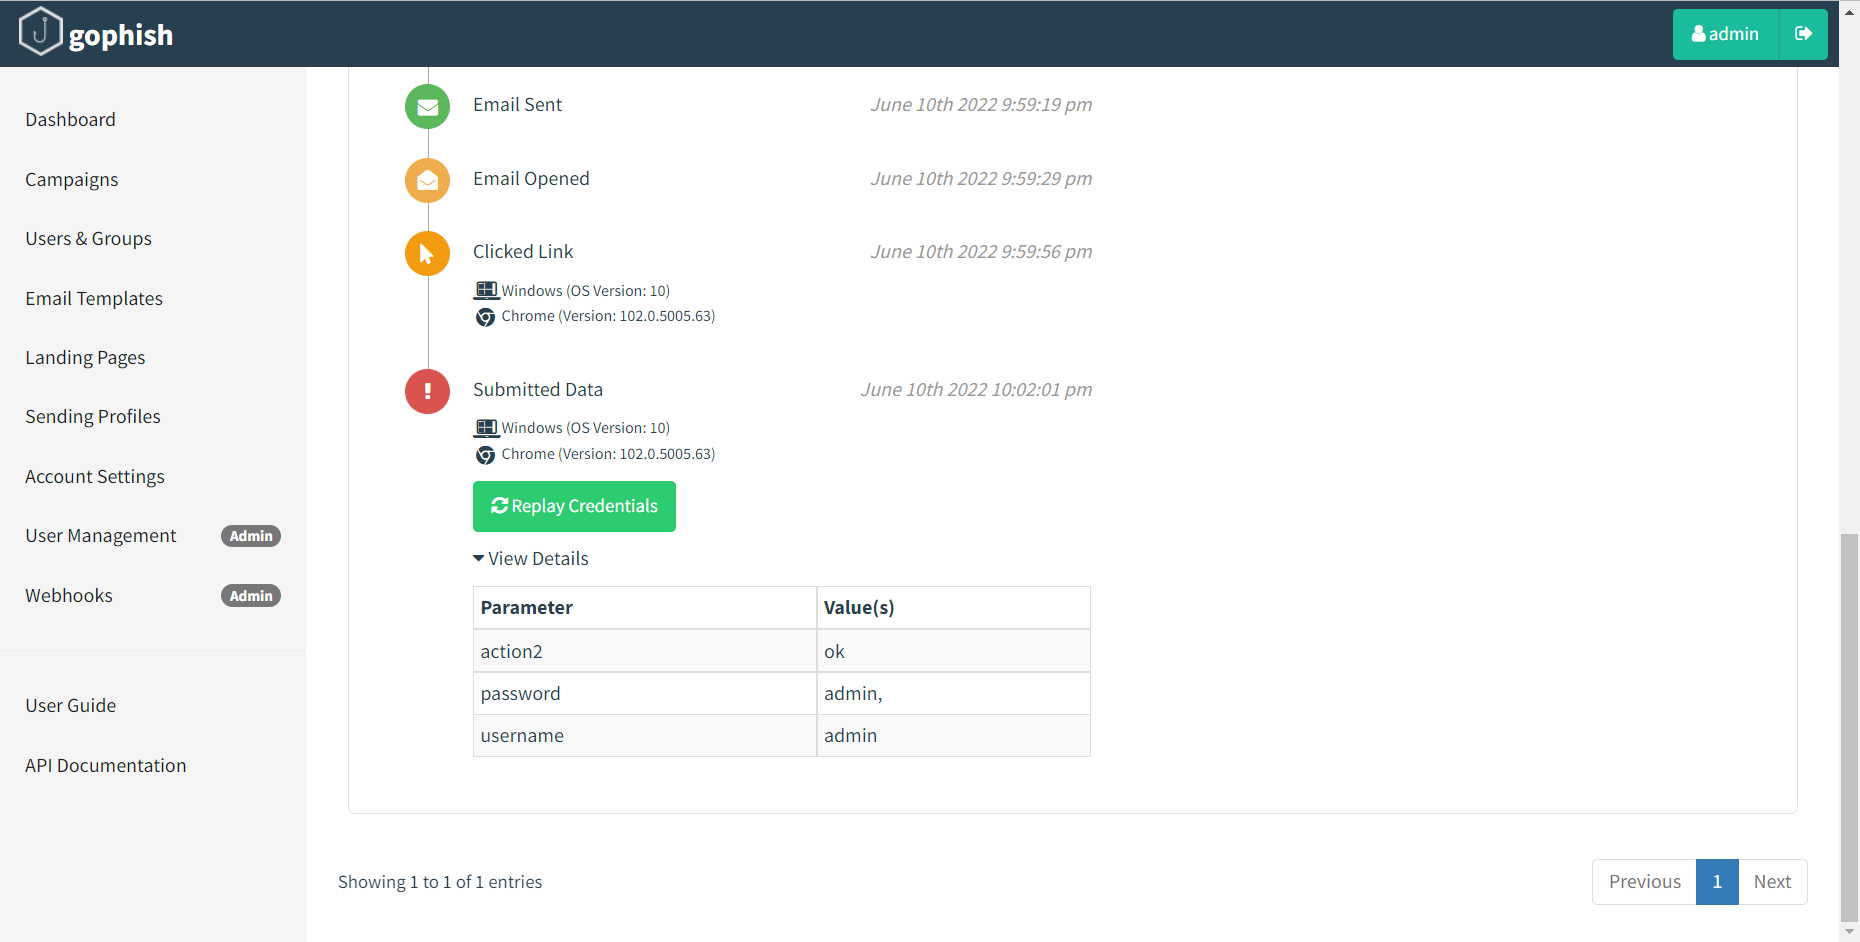 gophish
admin
Dashboard
Campaigns
Users & Groups
Email Templates
Landing Pages
Sending Profiles
Account Settings
User Management Admin
Webhooks Admin
User Guide
API Documentation
Email Sent June 10th 2022 9:59:19 pm
Email Opened June 10th 2022 9:59:29 pm
Clicked Link June 10th 2022 9:59:56 pm
Windows (OS Version: 10)
Chrome (Version: 102.0.5005.63)
Submitted Data June 10th 2022 10:02:01 pm
Windows (OS Version: 10)
Chrome (Version: 102.0.5005.63)
Replay Credentials
View Details
Parameter Value(s)
action2 ok
password admin,
username admin
Showing 1 to 1 of 1 entries
Previous 1 Next